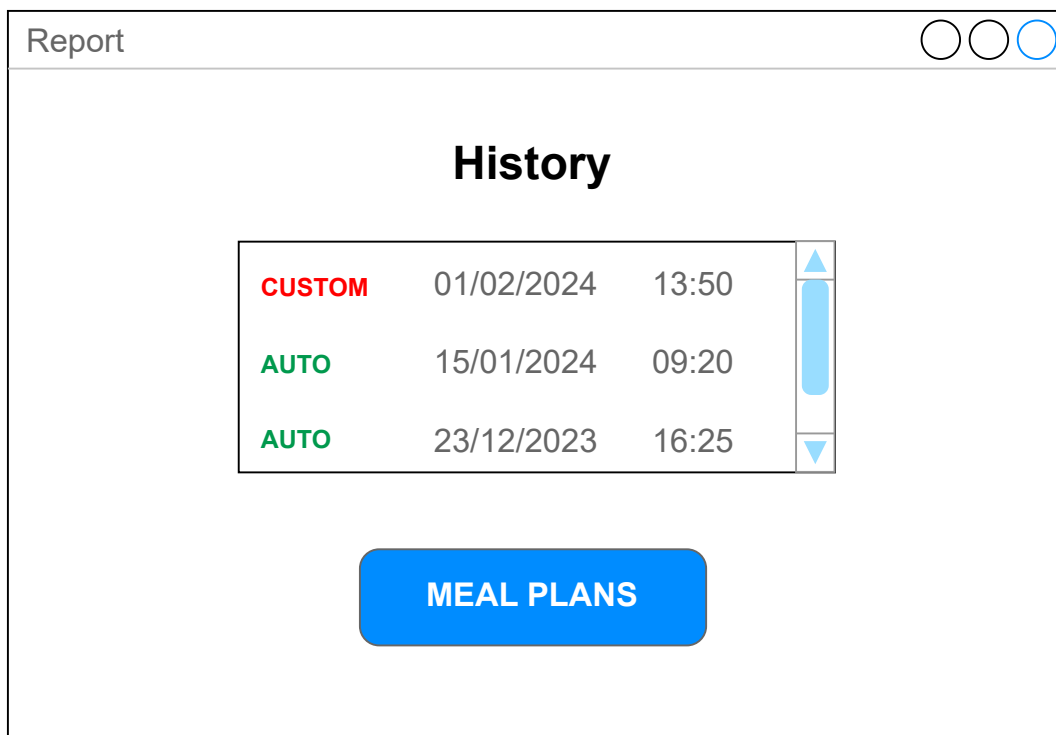 Report
History
CUSTOM 01/02/2024 13:50
AUTO 15/01/2024 09:20
AUTO 23/12/2023 16:25
MEAL PLANS